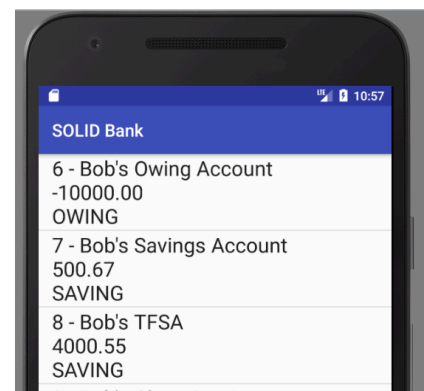 LTE 10:57
SOLID Bank
6 - Bob's Owing Account
-10000.00
OWING
7 - Bob's Savings Account
500.67
SAVING
8 - Bob's TFSA
4000.55
SAVING